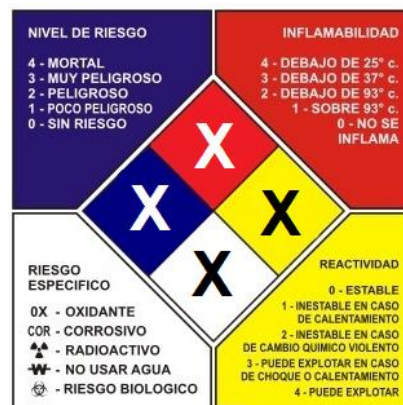 NIVEL DE RIESGO
4 - MORTAL
3 - MUY PELIGROSO
2 - PELIGROSO
1 - POCO PELIGROSO
0 - SIN RIESGO
INFLAMABILIDAD
4 - DEBAJO DE 25° c.
3 - DEBAJO DE 37° c.
2 - DEBAJO DE 93° c.
1 - SOBRE 93° c.
0 - NO SE
INFLAMA
X
X
X
X
RIESGO
ESPECIFICO
OX - OXIDANTE
COR - CORROSIVO
- RADIOACTIVO
W - NO USAR AGUA
- RIESGO BIOLOGICO
REACTIVIDAD
0 - ESTABLE
1 - INESTABLE EN CASO
DE CALENTAMIENTO
2 - INESTABLE EN CASO
DE CAMBIO QUIMICO VIOLENTO
3 - PUEDE EXPLOTAR EN CASO
DE CHOQUE O CALENTAMIENTO
4 - PUEDE EXPLOTAR